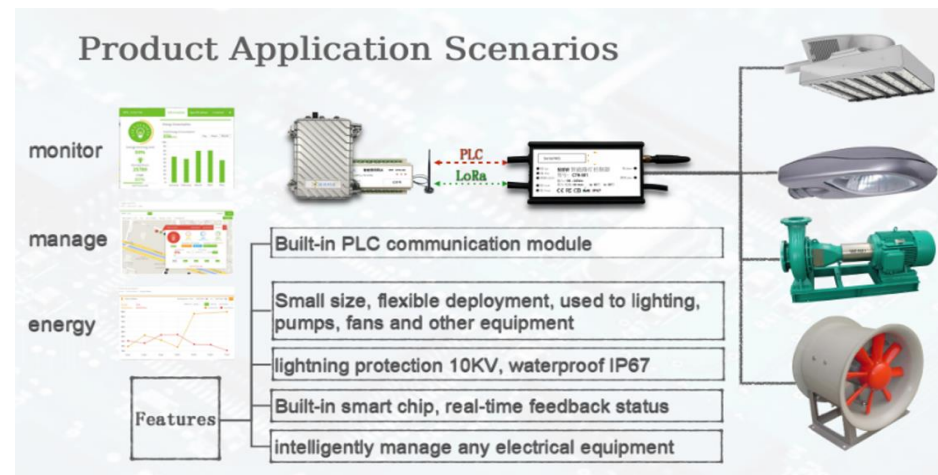 Product Application Scenarios
monitor
manage
energy
PLC
LoRa
Built-in PLC communication module
Small size, flexible deployment, used to lighting,
pumps, fans and other equipment
lightning protection 10KV, waterproof IP67
Built-in smart chip, real-time feedback status
intelligently manage any electrical equipment
Features